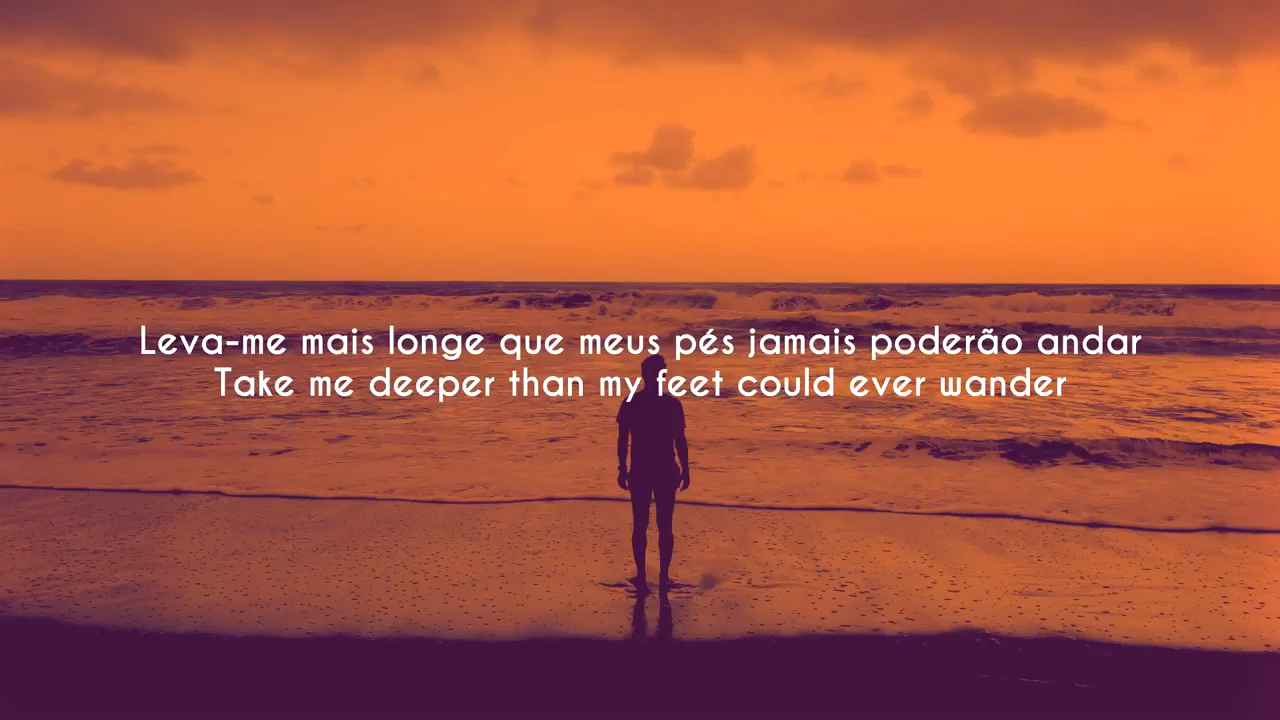 Leva-me mais longe que meus pés jamais poderão andar
Take me deeper than my feet could ever wander